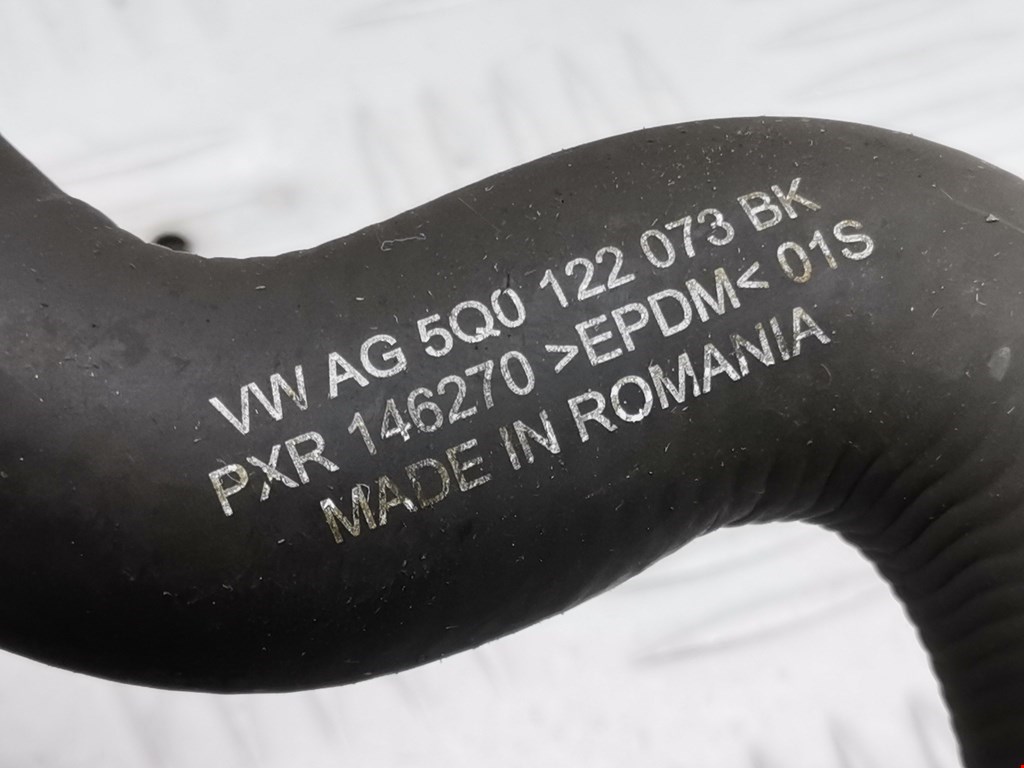 VW AG 5Q0 122 073 BK
PXR 146270 >EPDM< 01S
MADE IN ROMANIA